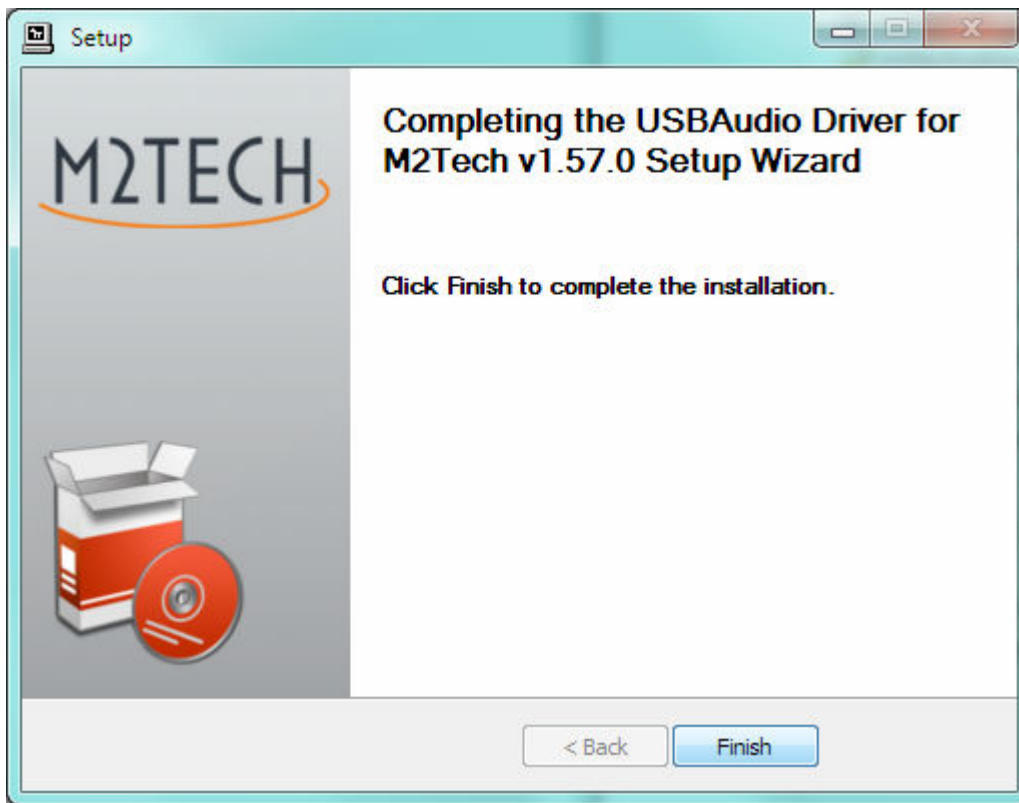 Setup
M2TECH
Completing the USBAudio Driver for
M2Tech v1.57.0 Setup Wizard
Click Finish to complete the installation.
< Back
Finish